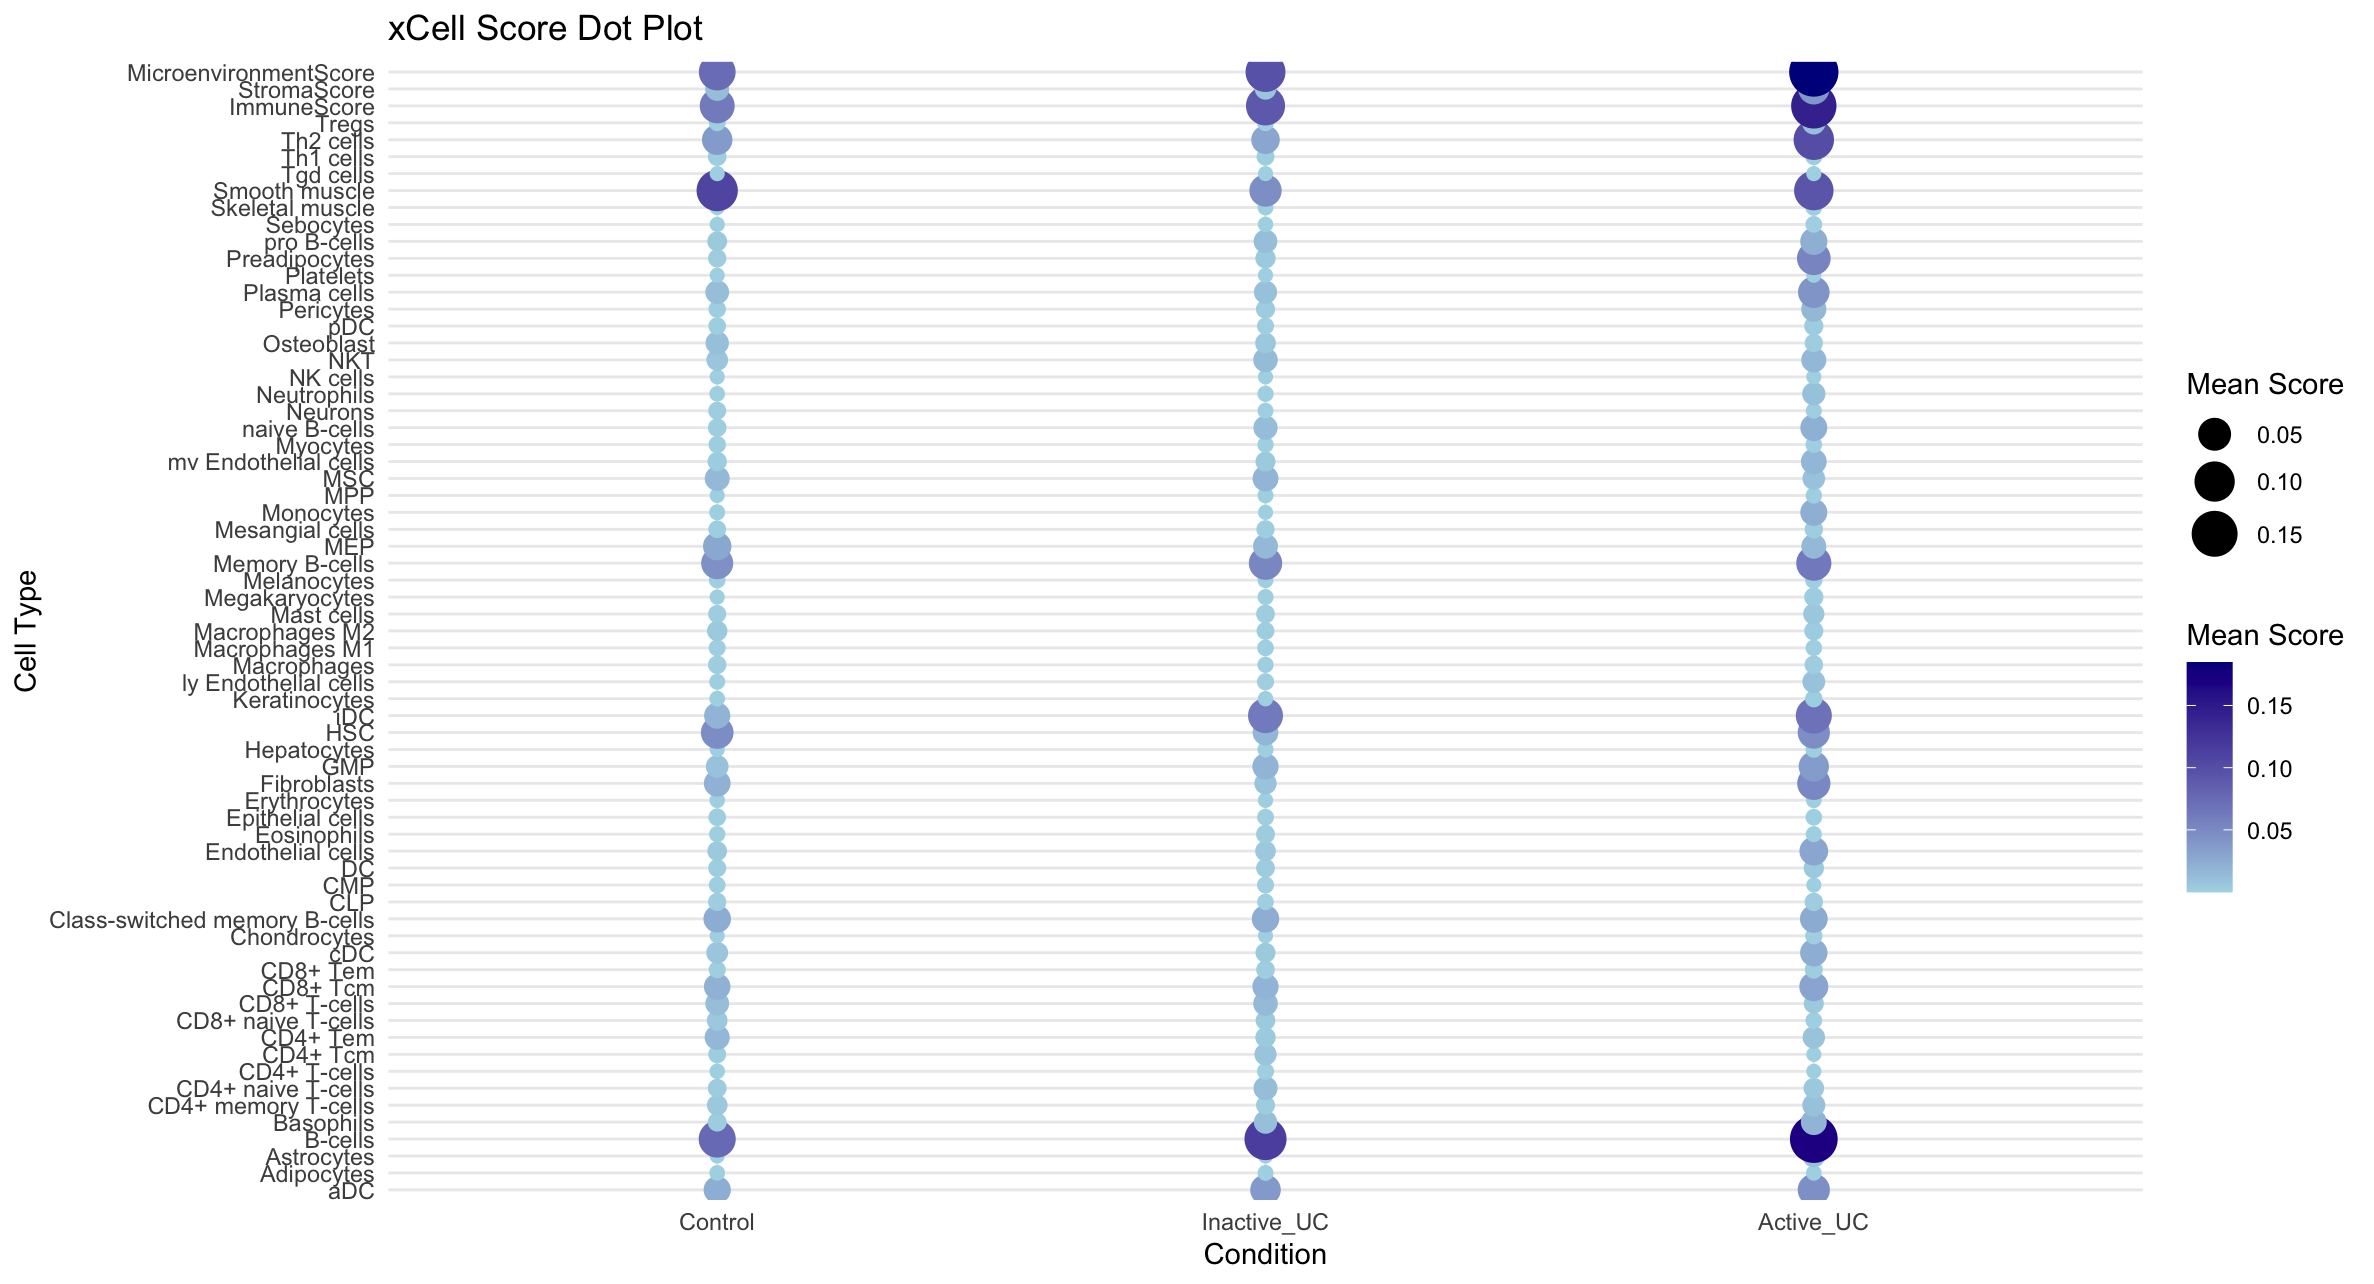 xCell Score Dot Plot
MicroenvironmentScore
StromaScore
ImmuneScore
Tregs
Th2 cells
Th1 cells
Tgd cells
Smooth muscle
Skeletal muscle
Sebocytes
pro B-cells
Preadipocytes
Platelets
Plasma cells
Pericytes
pDC
Osteoblast
NKT
NK cells
Neutrophils
Neurons
naive B-cells
Myocytes
mv Endothelial cells
MSC
MPP
Monocytes
Mesangial cells
MEP
Memory B-cells
Melanocytes
Megakaryocytes
Mast cells
Macrophages M2
Macrophages M1
Macrophages
ly Endothelial cells
Keratinocytes
iDC
HSC
Hepatocytes
GMP
Fibroblasts
Erythrocytes
Epithelial cells
Eosinophils
Endothelial cells
DC
CMP
CLP
Class-switched memory B-cells
Chondrocytes
cDC
CD8+ Tem
CD8+ Tcm
CD8+ T-cells
CD8+ naive T-cells
CD4+ Tem
CD4+ Tcm
CD4+ T-cells
CD4+ naive T-cells
CD4+ memory T-cells
Basophils
B-cells
Astrocytes
Adipocytes
aDC
Cell Type
Control
Inactive_UC
Active_UC
Condition
Mean Score
0.05
0.10
0.15
Mean Score
0.15
0.10
0.05